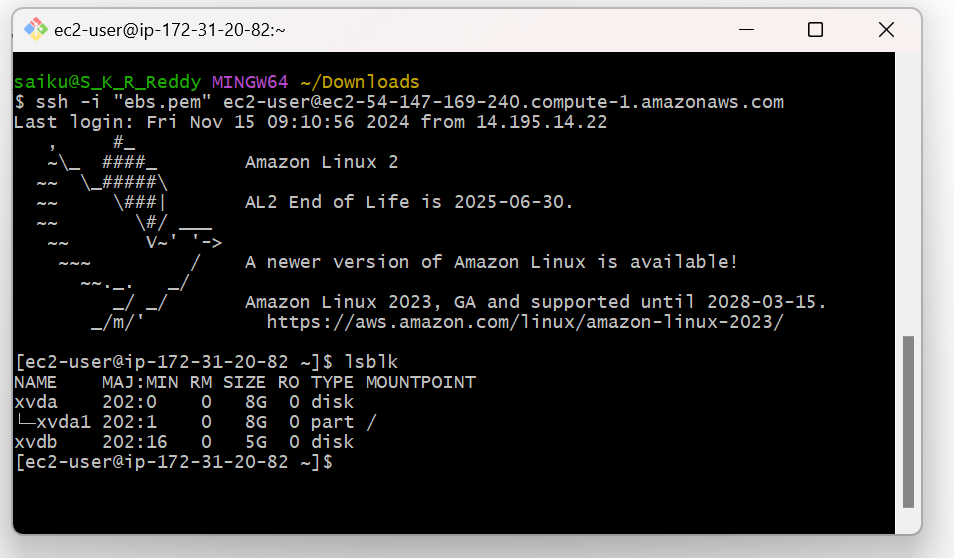 ec2-user@ip-172-31-20-82:~
saiku@S_K_R_Reddy MINGW64 ~/Downloads
$ ssh -i "ebs.pem" ec2-user@ec2-54-147-169-240.compute-1.amazonaws.com
Last login: Fri Nov 15 09:10:56 2024 from 14.195.14.22
   ,     #_
   ~\_  ####_        Amazon Linux 2
  ~~  \_#####\
  ~~     \###|       AL2 End of Life is 2025-06-30.
  ~~       \#/ ___
   ~~       V~' '->
    ~~~         /    A newer version of Amazon Linux is available!
      ~~._.   _/
         _/ _/       Amazon Linux 2023, GA and supported until 2028-03-15.
       _/m/'           https://aws.amazon.com/linux/amazon-linux-2023/
[ec2-user@ip-172-31-20-82 ~]$ lsblk
NAME    MAJ:MIN RM SIZE RO TYPE MOUNTPOINT
xvda    202:0    0   8G  0 disk
└─xvda1 202:1    0   8G  0 part /
xvdb    202:16   0   5G  0 disk
[ec2-user@ip-172-31-20-82 ~]$